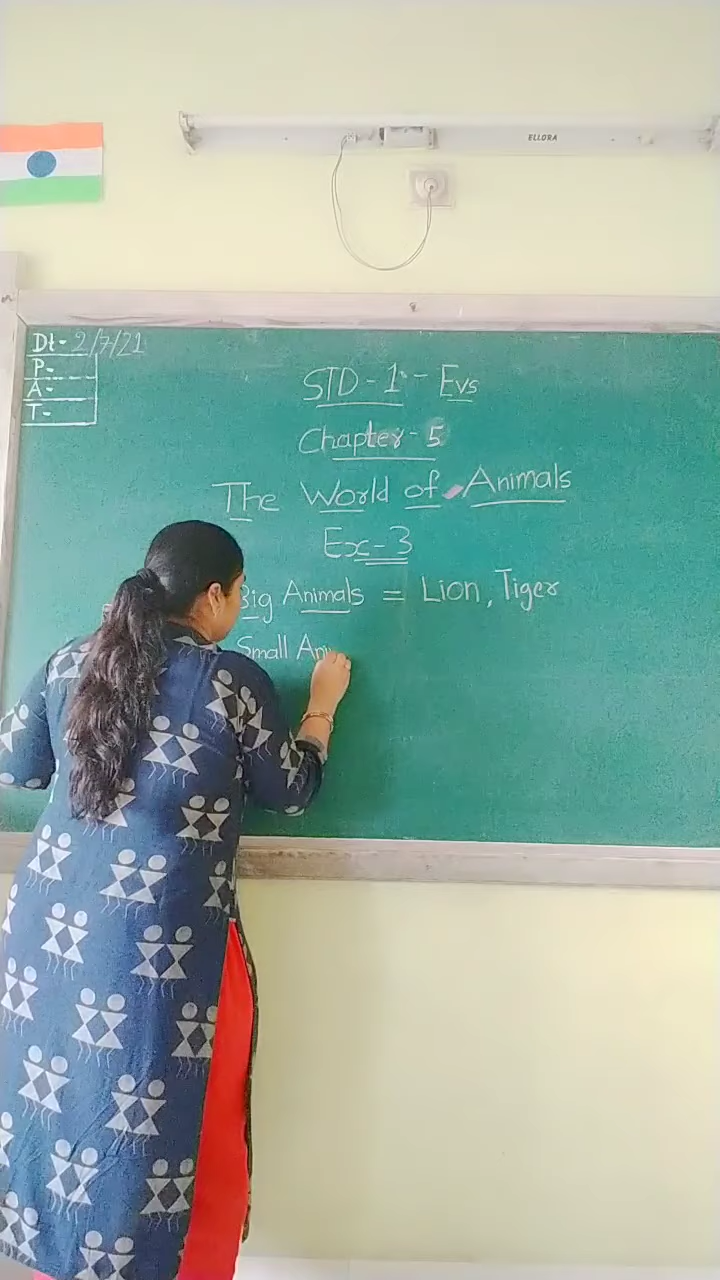 ELLORA
Dt- 2/7/21
P-
A-
T-
STD - 1 - Evs
Chapter - 5
The World of Animals
Ex-3
Big Animals = Lion, Tiger
Small Ani